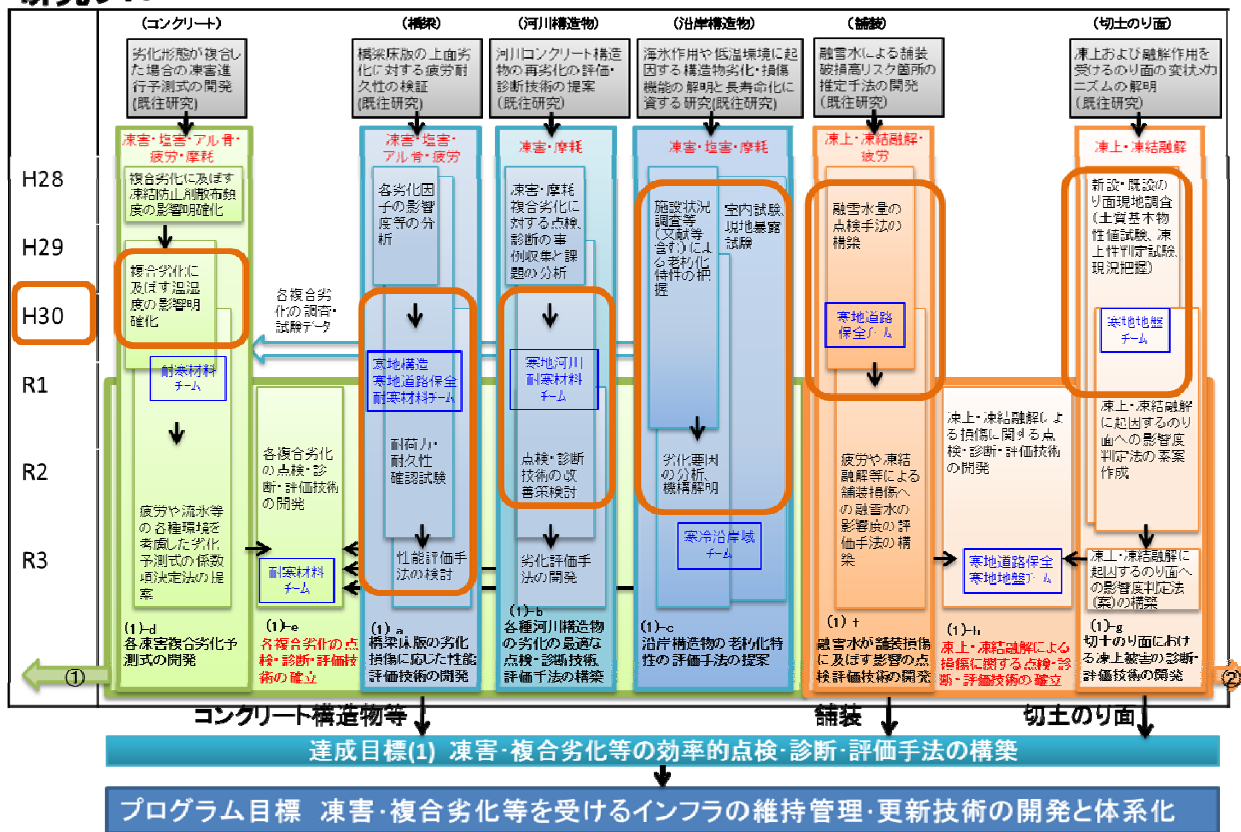 (コンクリート)
(橋梁)
(河川構造物)
(沿岸構造物)
(舗装)
(切土のり面)
劣化形態が複合し
た場合の凍害進
行予測式の開発
(既往研究)
橋梁床版の上面劣
化に対する疲労耐
久性の検証
(既往研究)
河川コンクリート構造
物の再劣化の評価・
診断技術の提案
(既往研究)
海氷作用や低温環境に起
因する構造物劣化・損傷
機能の解明と長寿命化に
資する研究(既往研究)
融雪水による舗装
破損高リスク箇所の
推定手法の開発
(既往研究)
凍上および融解作用を
受けるのり面の変状メカ
ニズムの解明
(既往研究)
凍害・塩害・アル骨・
疲労・摩耗
凍害・塩害・
アル骨・疲労
凍害・摩耗
凍害・塩害・摩耗
凍上・凍結融解・
疲労
凍上・凍結融解
H28
H29
H30
R1
R2
R3
複合劣化に及ぼす
凍結防止剤散布頻
度の影響明確化
複合劣化に
及ぼす温湿
度の影響明
確化
耐寒材料
チーム
疲労や流氷等
の各種環境を
考慮した劣化
予測式の係数
項決定法の提
案
(1)-d
各凍害複合劣化予
測式の開発
各複合劣
化の調査・
試験データ
各複合劣化
の点検・診
断・評価技術
の開発
耐寒材料
チーム
(1)-e
各複合劣化の点
検・診断・評価技
術の確立
各劣化因
子の影響
度等の分
析
寒地構造
寒地道路保全
耐寒材料チーム
耐荷力・
耐久性
確認試験
性能評価手
法の検討
(1)-a
橋梁床版の劣化
損傷に応じた性能
評価技術の開発
凍害・摩耗
複合劣化に
対する点検、
診断の事
例収集と課
題の分析
寒地河川
耐寒材料
チーム
点検・診断
技術の改
善策検討
劣化評価手
法の開発
(1)-b
各種河川構造物
の劣化の最適な
点検・診断技術、
評価手法の構築
施設状況
調査等
(文献等
含む)によ
る老朽化
特性の把
握
室内試験、
現地暴露
試験
劣化要因
の分析、
機構解明
寒冷沿岸域
チーム
(1)-c
沿岸構造物の老朽化特
性の評価手法の提案
融雪水量の
点検手法の
構築
寒地道路
保全チーム
疲労や凍結
融解等による
舗装損傷へ
の融雪水の
影響度の評
価手法の構
築
(1)-f
融雪水が舗装損傷
に及ぼす影響の点
検評価技術の開発
凍上・凍結融解によ
る損傷に関する点
検・診断・評価技術
の開発
寒地道路保全
寒地地盤チーム
(1)-h
凍上・凍結融解による
損傷に関する点検・診
断・評価技術の確立
新設・既設のり
面現地調査
(土質基本物
性値試験、凍
上性判定試験、
現況把握)
寒地地盤
チーム
凍上・凍結融解
に起因するのり
面への影響度
判定法の素案
作成
凍上・凍結融解に
起因するのり面へ
の影響度判定法
(案)の構築
(1)-g
切土のり面におけ
る凍上被害の診断・
評価技術の開発
①
②
コンクリート構造物等
舗装
切土のり面
達成目標(1) 凍害・複合劣化等の効率的点検・診断・評価手法の構築
プログラム目標 凍害・複合劣化等を受けるインフラの維持管理・更新技術の開発と体系化